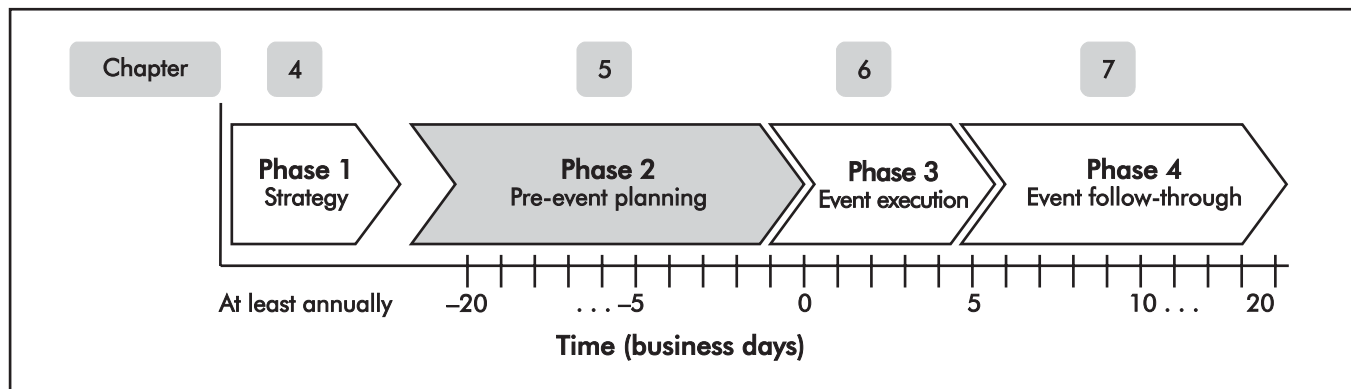 Chapter 4 5 6 7
Phase 1 Phase 2 Phase 3 Phase 4
Strategy Pre-event planning Event execution Event follow-through
At least annually –20 . . . –5 0 5 10 . . . 20
Time (business days)